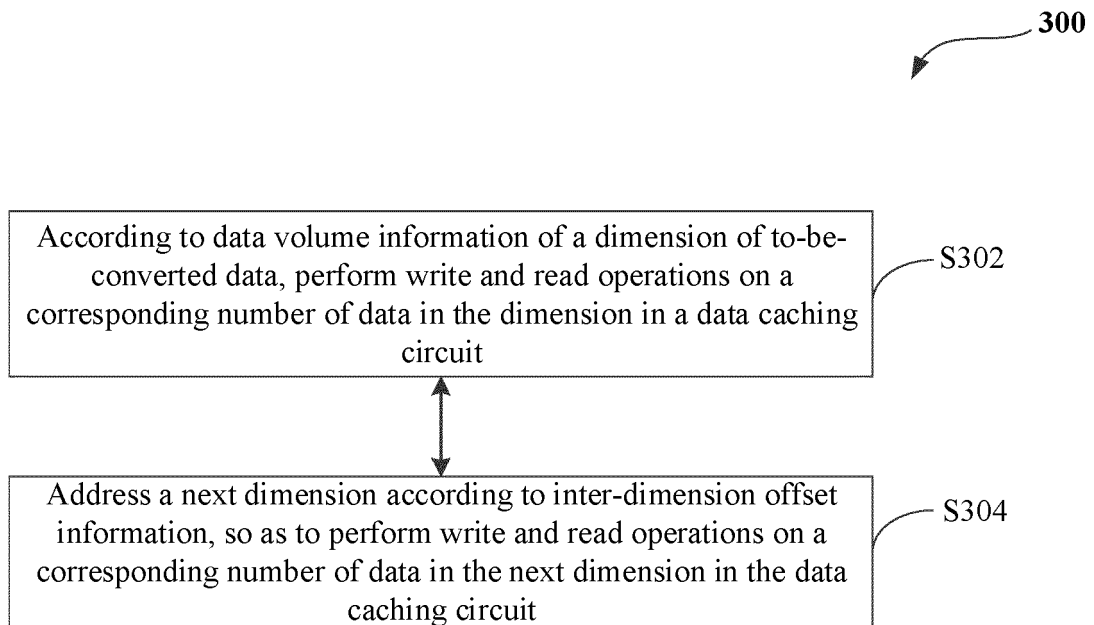 300
According to data volume information of a dimension of to-be-
converted data, perform write and read operations on a
corresponding number of data in the dimension in a data caching
circuit
S302
Address a next dimension according to inter-dimension offset
information, so as to perform write and read operations on a
corresponding number of data in the next dimension in the data
caching circuit
S304